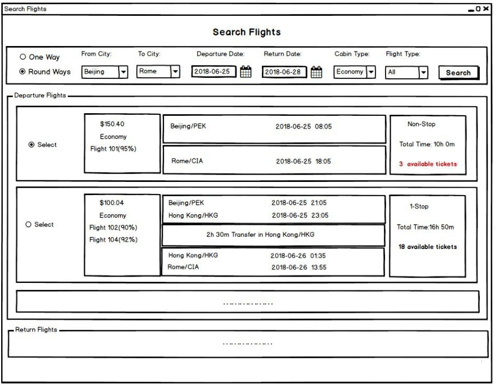 Search Flights
Search Flights
One Way
Round Ways
From City: To City: Departure Date: Return Date: Cabin Type: Flight Type:
Beijing Rome 2018-06-25 2018-06-28 Economy All Search
Departure Flights
Select
$150.40
Economy
Flight 101(95%)
Beijing/PEK 2018-06-25 08:05
Rome/CIA 2018-06-25 18:05
Non-Stop
Total Time: 10h 0m
3 available tickets
Select
$100.04
Economy
Flight 102(90%)
Flight 104(92%)
Beijing/PEK 2018-06-25 21:05
Hong Kong/HKG 2018-06-25 23:05
2h 30m Transfer in Hong Kong/HKG
Hong Kong/HKG 2018-06-26 01:35
Rome/CIA 2018-06-26 13:55
1-Stop
Total Time:16h 50m
18 available tickets
...............
Return Flights
...............